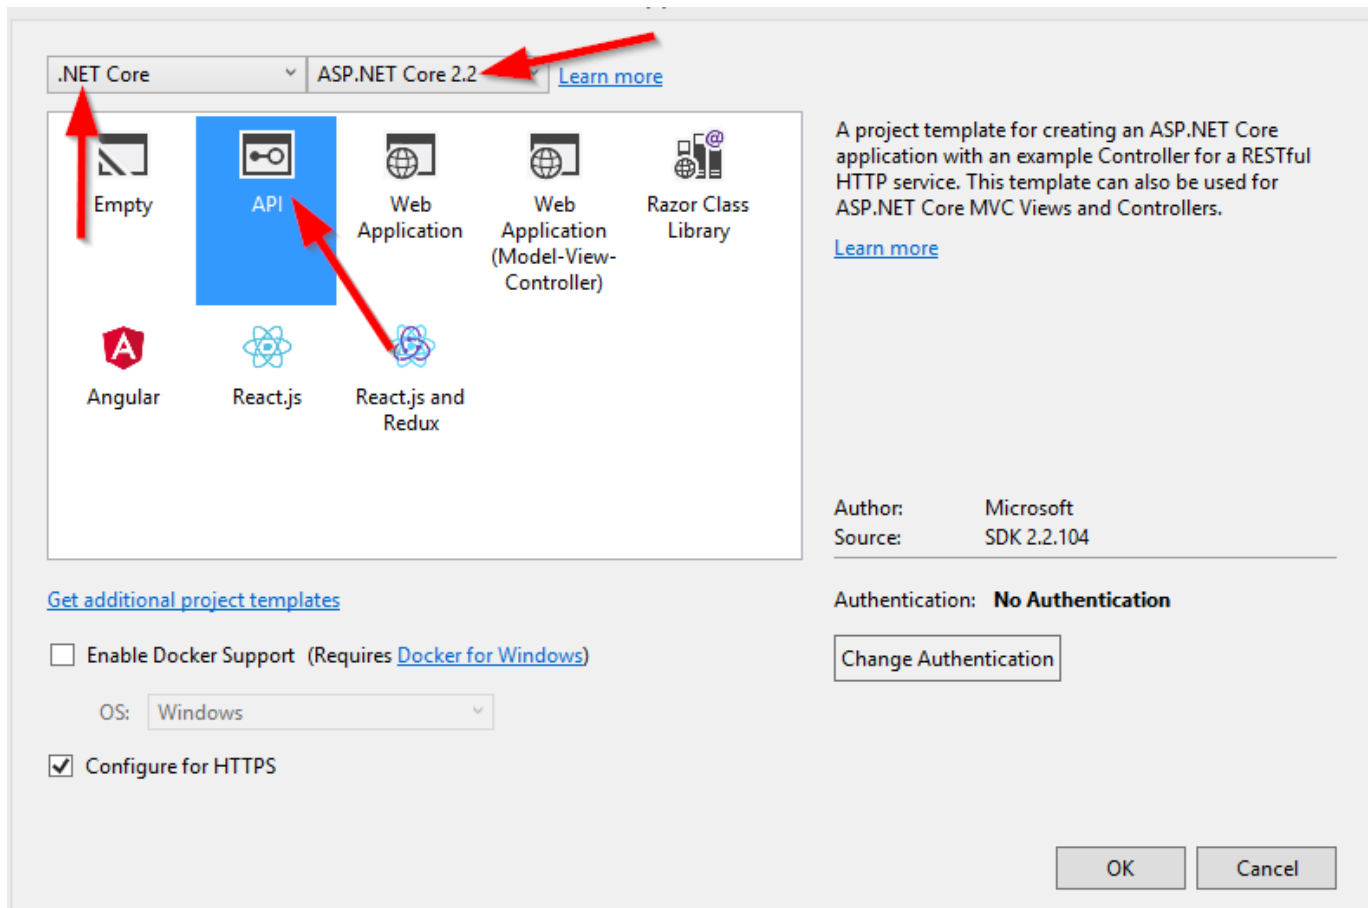 .NET Core
ASP.NET Core 2.2
Learn more
Empty
API
Web
Application
Web
Application
(Model-View-
Controller)
Razor Class
Library
Angular
React.js
React.js and
Redux
A project template for creating an ASP.NET Core
application with an example Controller for a RESTful
HTTP service. This template can also be used for
ASP.NET Core MVC Views and Controllers.
Learn more
Author: Microsoft
Source: SDK 2.2.104
Get additional project templates
Authentication: No Authentication
Enable Docker Support (Requires Docker for Windows)
Change Authentication
OS: Windows
Configure for HTTPS
OK
Cancel